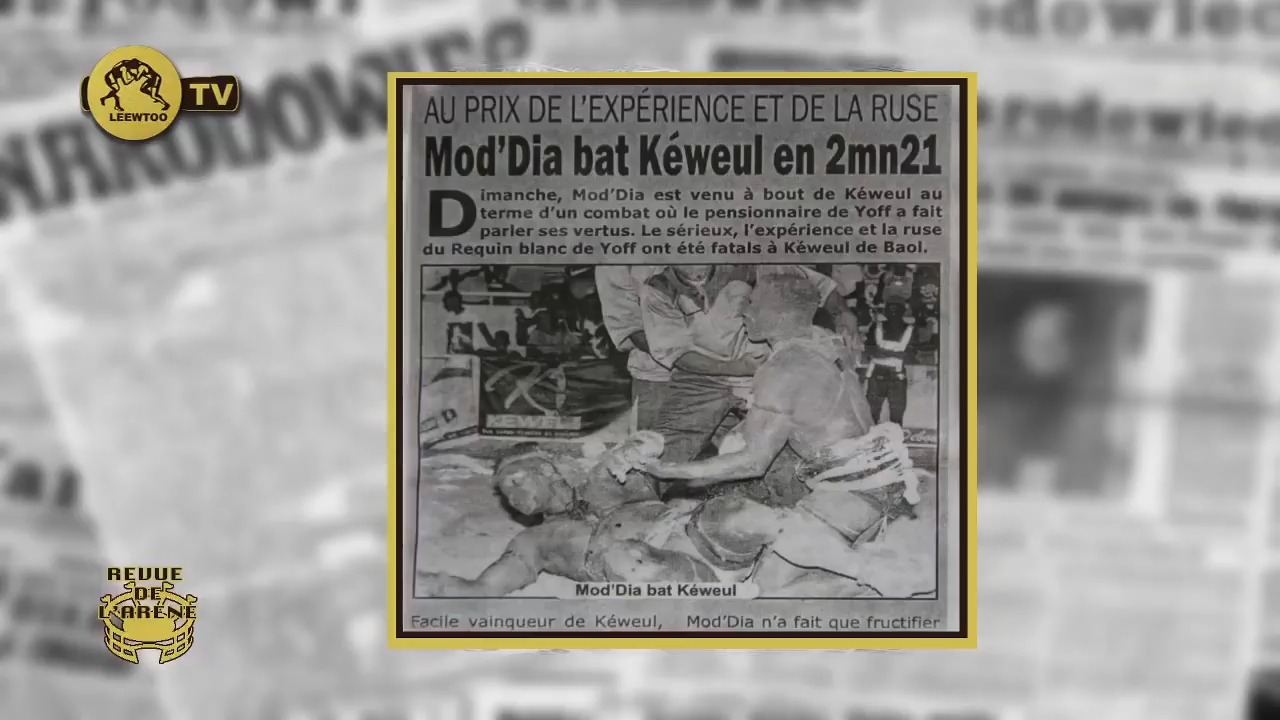 LEEWTOO
TV
AU PRIX DE L'EXPÉRIENCE ET DE LA RUSE
Mod'Dia bat Kéweul en 2mn21
Dimanche, Mod'Dia est venu à bout de Kéweul au
terme d'un combat où le pensionnaire de Yoff a fait
parler ses vertus. Le sérieux, l'expérience et la ruse
du Requin blanc de Yoff ont été fatals à Kéweul de Baol.
KEWEL'S
Mod'Dia bat Kéweul
Facile vainqueur de Kéweul,
Mod'Dia n'a fait que fructifier
REVUE
DE
L'ARÈNE
NARODOWIEC